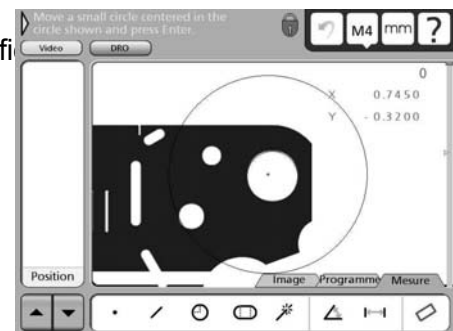 Move a small circle centered in the
circle shown and press Enter.
M4
mm
?
fi
Video
DRO
0
X 0.7450
Y - 0.3200
Position
Image
Programme
Mesure